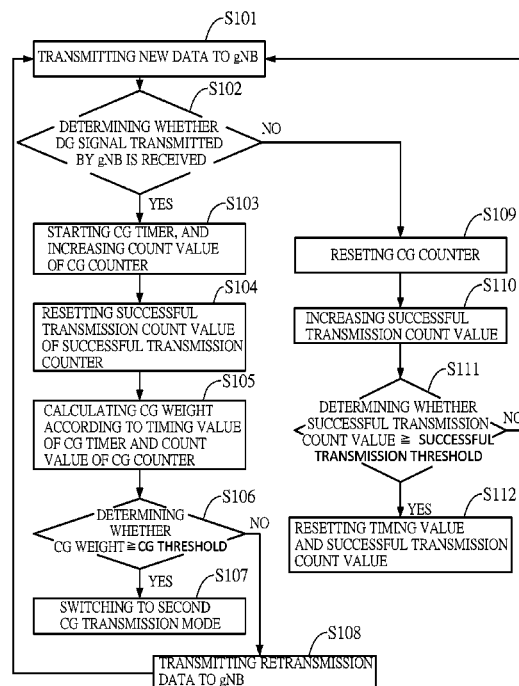 S101
TRANSMITTING NEW DATA TO gNB
S102
DETERMINING WHETHER
DG SIGNAL TRANSMITTED
BY gNB IS RECEIVED
NO
YES
S103
STARTING CG TIMER, AND
INCREASING COUNT VALUE
OF CG COUNTER
S104
RESETTING SUCCESSFUL
TRANSMISSION COUNT VALUE
OF SUCCESSFUL TRANSMISSION
COUNTER
S105
CALCULATING CG WEIGHT
ACCORDING TO TIMING VALUE
OF CG TIMER AND COUNT
VALUE OF CG COUNTER
S106
DETERMINING
WHETHER
CG WEIGHT ≧ CG THRESHOLD
NO
YES
S107
SWITCHING TO SECOND
CG TRANSMISSION MODE
S108
TRANSMITTING RETRANSMISSION
DATA TO gNB
S109
RESETING CG COUNTER
S110
INCREASING SUCCESSFUL
TRANSMISSION COUNT VALUE
S111
DETERMINING WHETHER
SUCCESSFUL TRANSMISSION
COUNT VALUE ≧ SUCCESSFUL
TRANSMISSION THRESHOLD
NO
YES
S112
RESETTING TIMING VALUE
AND SUCCESSFUL TRANSMISSION
COUNT VALUE